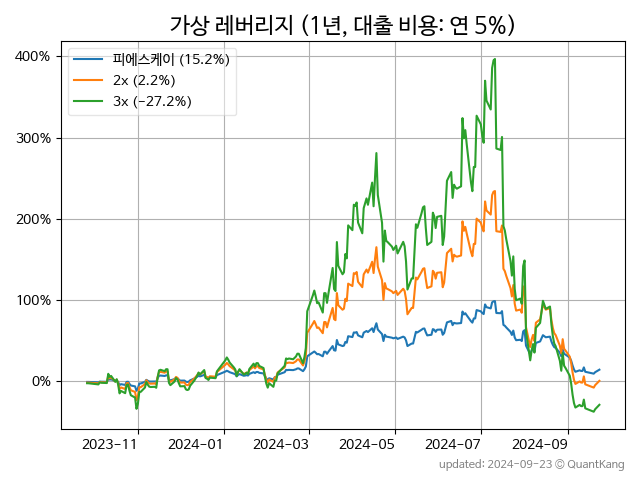 가상 레버리지 (1년, 대출 비용: 연 5%)
피에스케이 (15.2%)
2x (2.2%)
3x (-27.2%)
400%
300%
200%
100%
0%
2023-11 2024-01 2024-03 2024-05 2024-07 2024-09
updated: 2024-09-23 © QuantKang